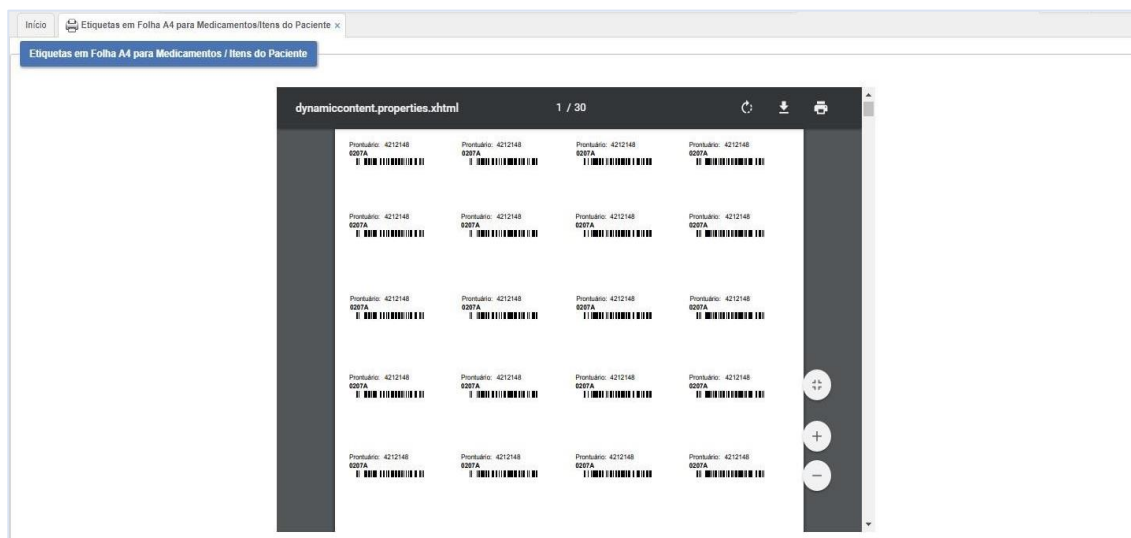 Início
Etiquetas em Folha A4 para Medicamentos/Itens do Paciente ×
Etiquetas em Folha A4 para Medicamentos / Itens do Paciente
dynamiccontent.properties.xhtml 1 / 30
Prontuário: 4212148 Prontuário: 4212148 Prontuário: 4212148 Prontuário: 4212148
0207A 0207A 0207A 0207A
Prontuário: 4212148 Prontuário: 4212148 Prontuário: 4212148 Prontuário: 4212148
0207A 0207A 0207A 0207A
Prontuário: 4212148 Prontuário: 4212148 Prontuário: 4212148 Prontuário: 4212148
0207A 0207A 0207A 0207A
Prontuário: 4212148 Prontuário: 4212148 Prontuário: 4212148 Prontuário: 4212148
0207A 0207A 0207A 0207A
Prontuário: 4212148 Prontuário: 4212148 Prontuário: 4212148 Prontuário: 4212148
0207A 0207A 0207A 0207A